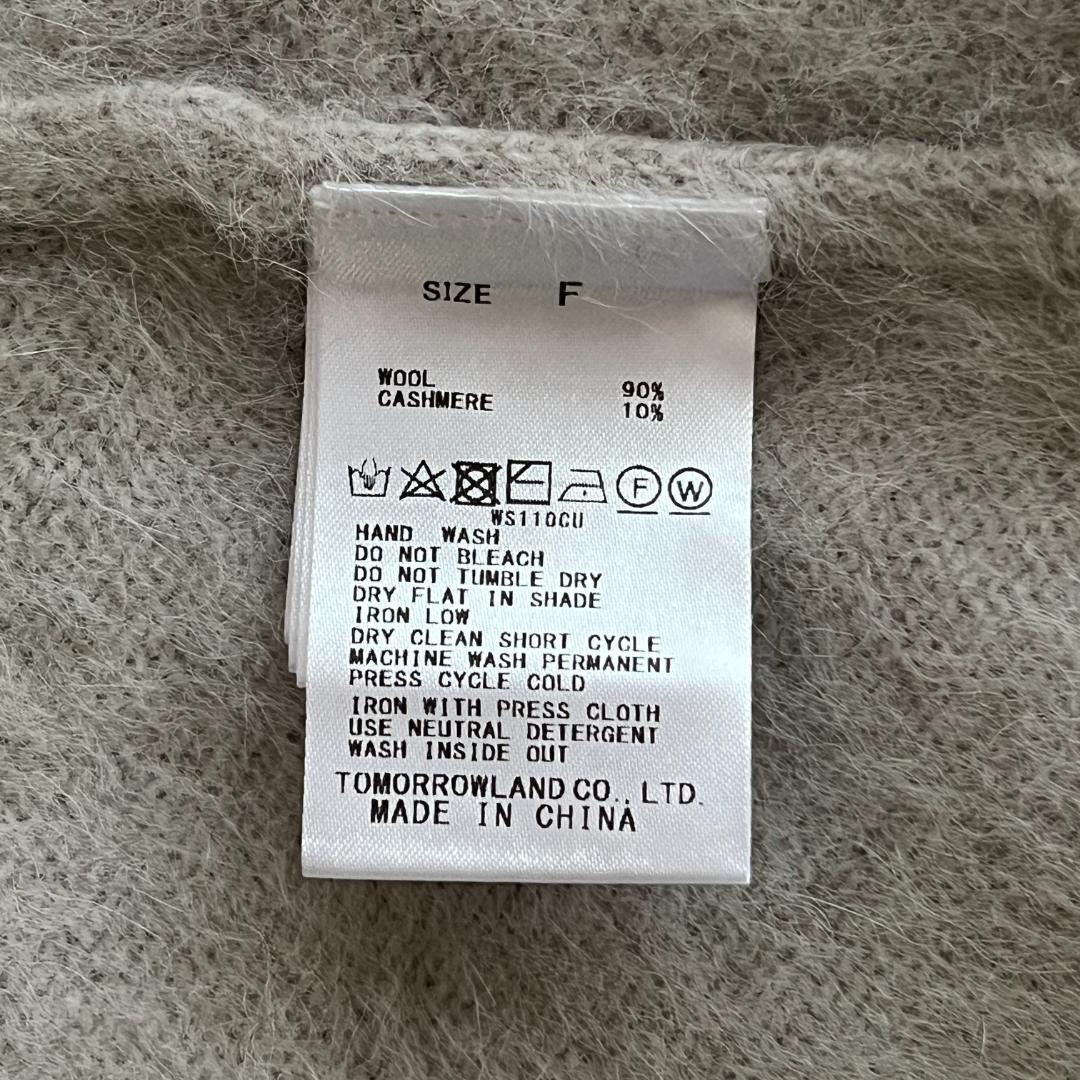 SIZE F
WOOL 90%
CASHMERE 10%
F W
WS110CU
HAND WASH
DO NOT BLEACH
DO NOT TUMBLE DRY
DRY FLAT IN SHADE
IRON LOW
DRY CLEAN SHORT CYCLE
MACHINE WASH PERMANENT
PRESS CYCLE COLD
IRON WITH PRESS CLOTH
USE NEUTRAL DETERGENT
WASH INSIDE OUT
TOMORROWLAND CO., LTD.
MADE IN CHINA